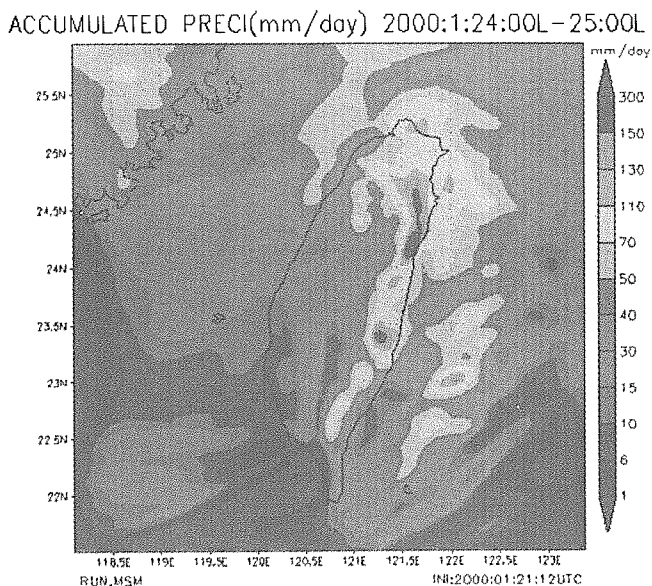 ACCUMULATED PRECI(mm/day) 2000:1:24:00L-25:00L
mm/day
25.5N
25N
24.5N
24N
23.5N
23N
22.5N
22N
300
150
130
110
70
50
40
30
15
10
6
1
118.5E 119E 119.5E 120E 120.5E 121E 121.5E 122E 122.5E 123E
RUN.MSM INI:2000:01:21:12UTC